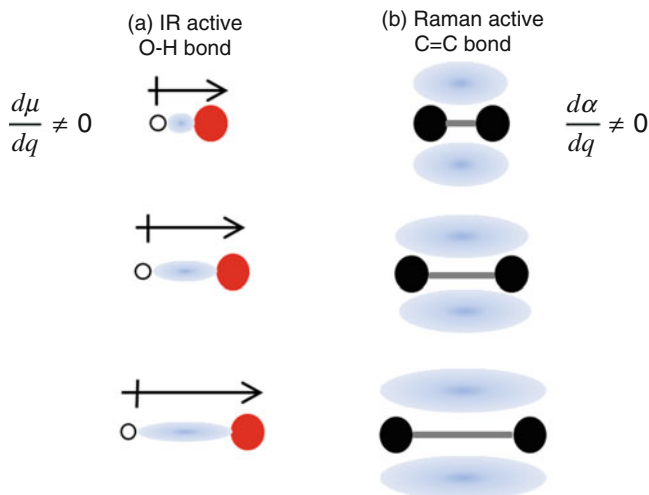 (a) IR active
O-H bond
(b) Raman active
C=C bond
dμ/dq ≠ 0
dα/dq ≠ 0